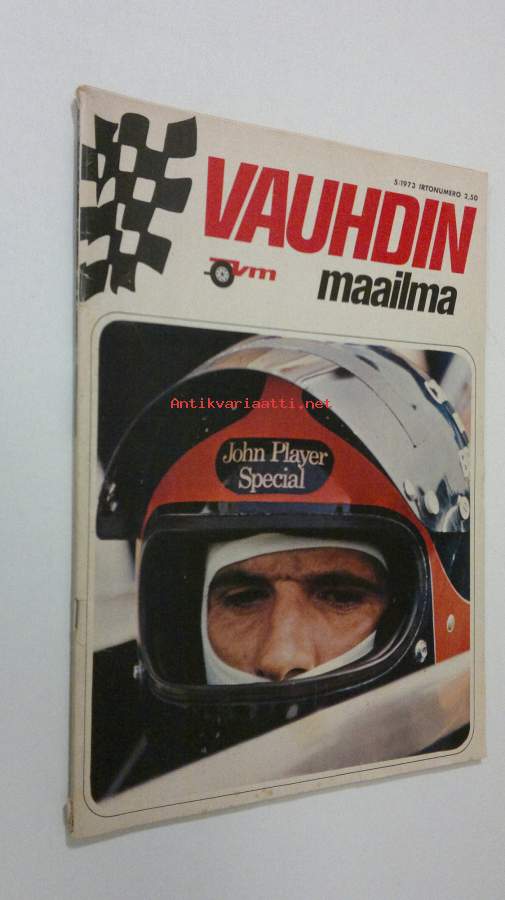 5/1973 IRTONUMERO 2,50
VAUHDIN
vm
maailma
Antikvariaatti.net
John Player
Special